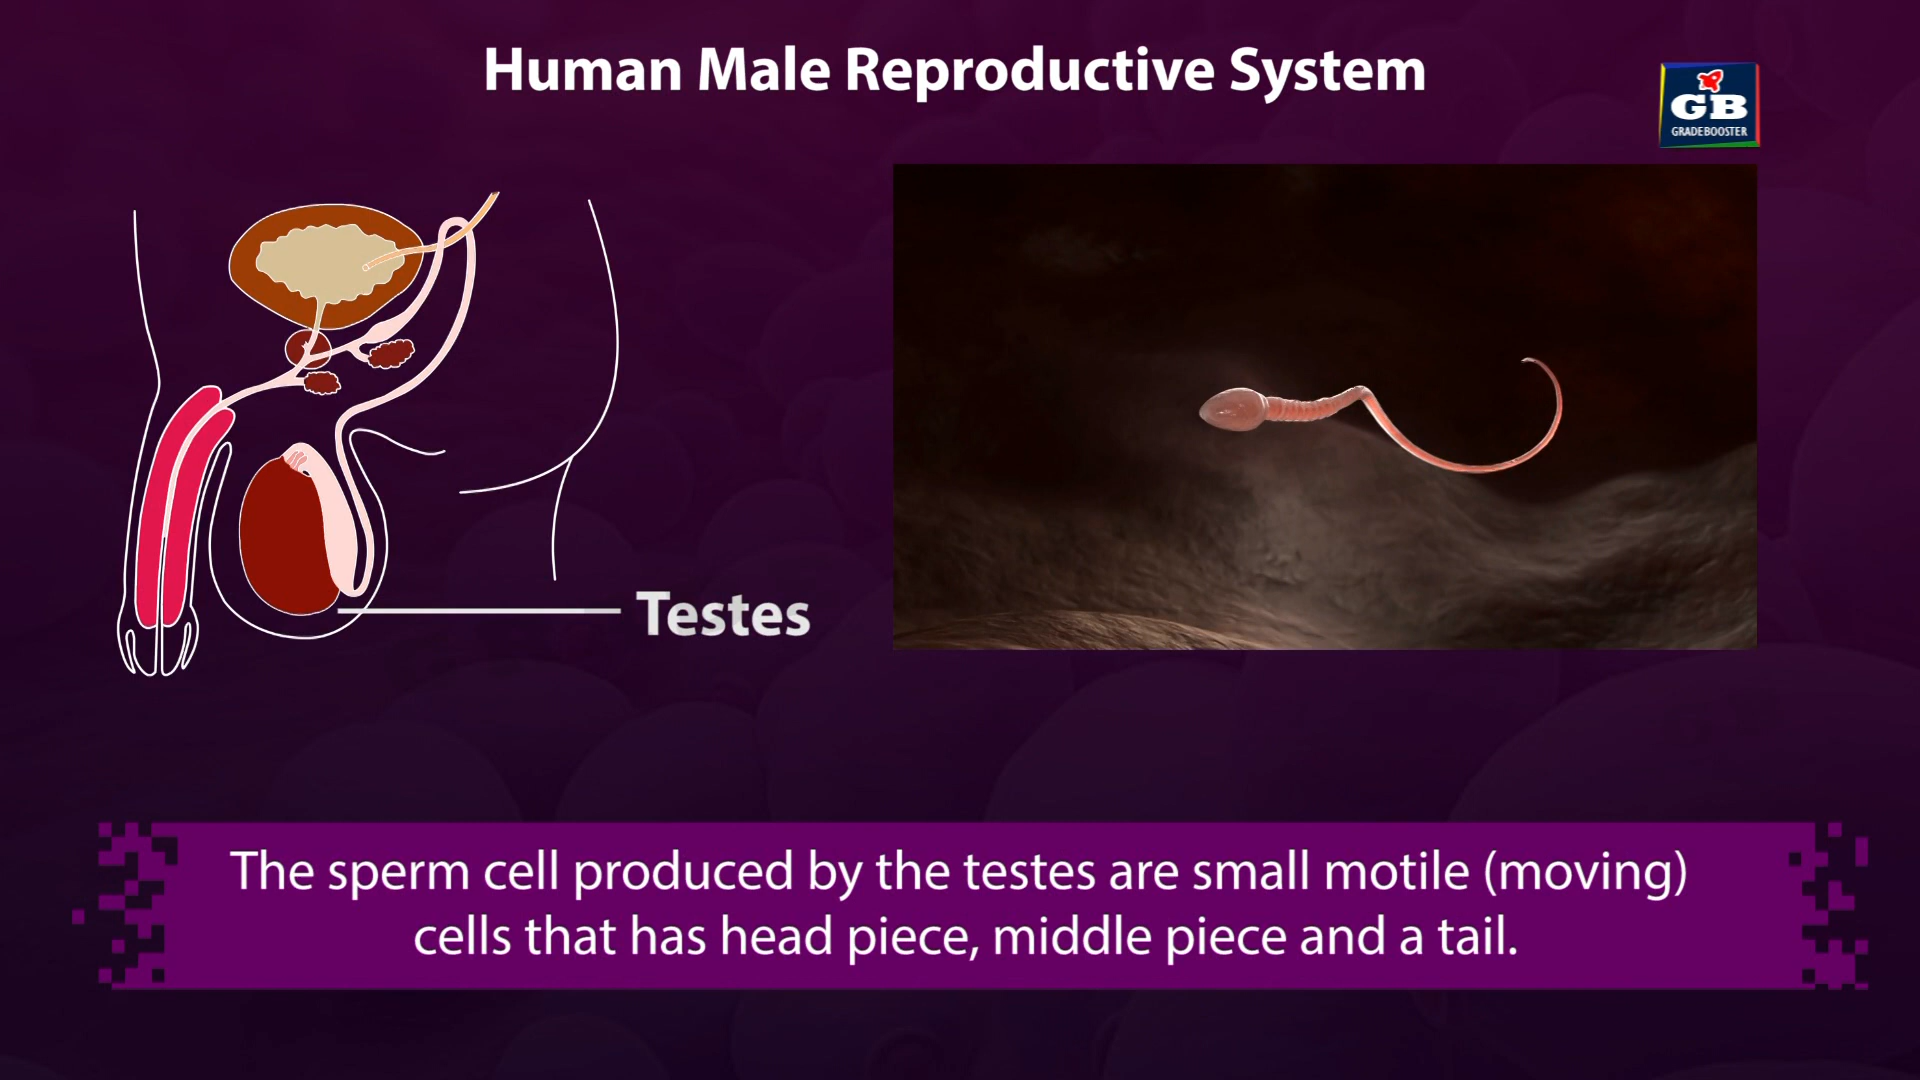 Human Male Reproductive System
GB
GRADEBOOSTER
Testes
The sperm cell produced by the testes are small motile (moving)
cells that has head piece, middle piece and a tail.